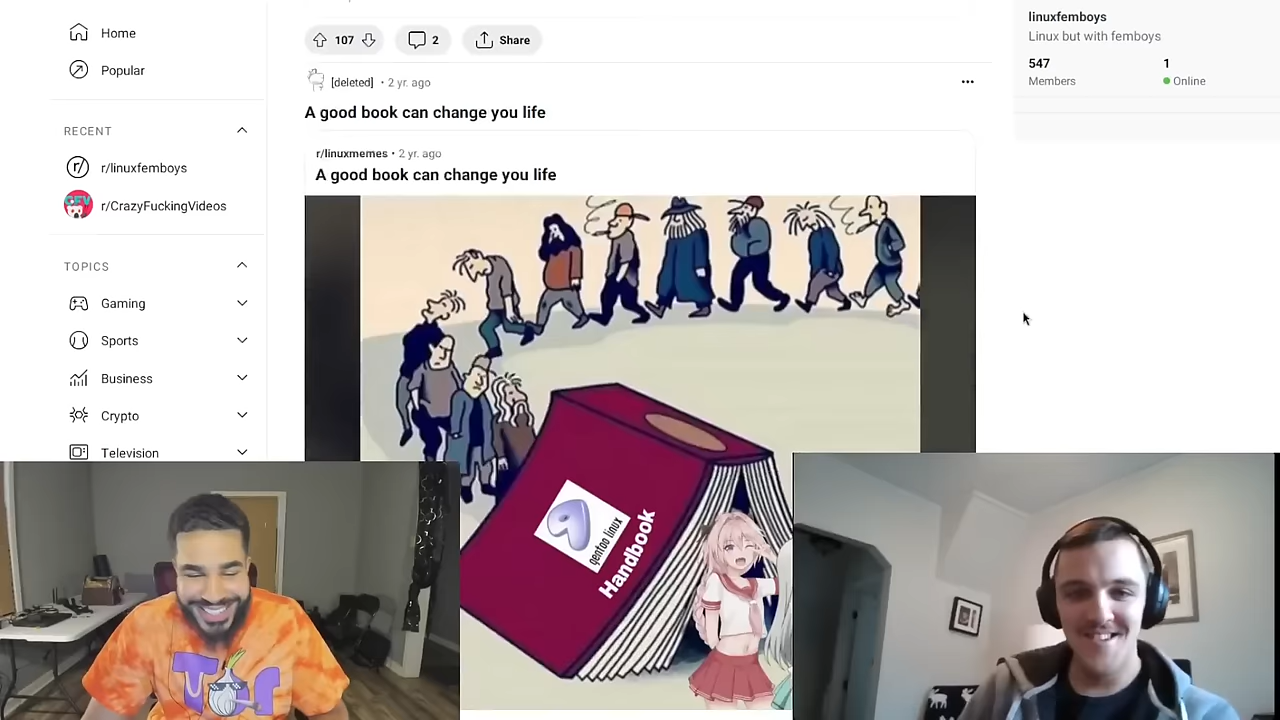 Home
Popular
RECENT
r/linuxfemboys
r/CrazyFuckingVideos
TOPICS
Gaming
Sports
Business
Crypto
Television
107
2
Share
[deleted] • 2 yr. ago
A good book can change you life
r/linuxmemes • 2 yr. ago
A good book can change you life
gentoo linux
Handbook
linuxfemboys
Linux but with femboys
547
1
Members
Online
Tor